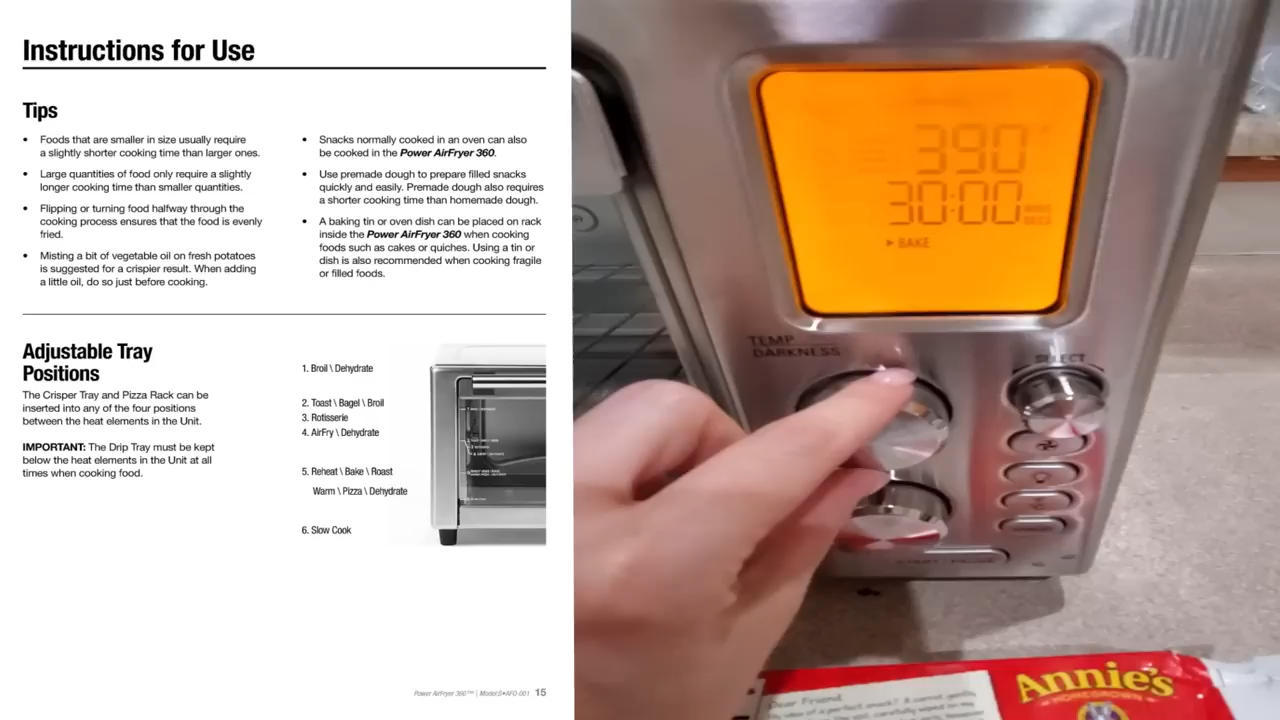 Instructions for Use
Tips
• Foods that are smaller in size usually require
a slightly shorter cooking time than larger ones.
• Large quantities of food only require a slightly
longer cooking time than smaller quantities.
• Flipping or turning food halfway through the
cooking process ensures that the food is evenly
fried.
• Misting a bit of vegetable oil on fresh potatoes
is suggested for a crispier result. When adding
a little oil, do so just before cooking.
• Snacks normally cooked in an oven can also
be cooked in the Power AirFryer 360.
• Use premade dough to prepare filled snacks
quickly and easily. Premade dough also requires
a shorter cooking time than homemade dough.
• A baking tin or oven dish can be placed on rack
inside the Power AirFryer 360 when cooking
foods such as cakes or quiches. Using a tin or
dish is also recommended when cooking fragile
or filled foods.
Adjustable Tray
Positions
The Crisper Tray and Pizza Rack can be
inserted into any of the four positions
between the heat elements in the Unit.
IMPORTANT: The Drip Tray must be kept
below the heat elements in the Unit at all
times when cooking food.
1. Broil \ Dehydrate
2. Toast \ Bagel \ Broil
3. Rotisserie
4. AirFry \ Dehydrate
5. Reheat \ Bake \ Roast
Warm \ Pizza \ Dehydrate
6. Slow Cook
Power AirFryer 360™ | Model:S•AFO-001 15
390
30:00
BAKE
TEMP
DARKNESS
SELECT
Annie's
HOMEGROWN
Dear Friend,